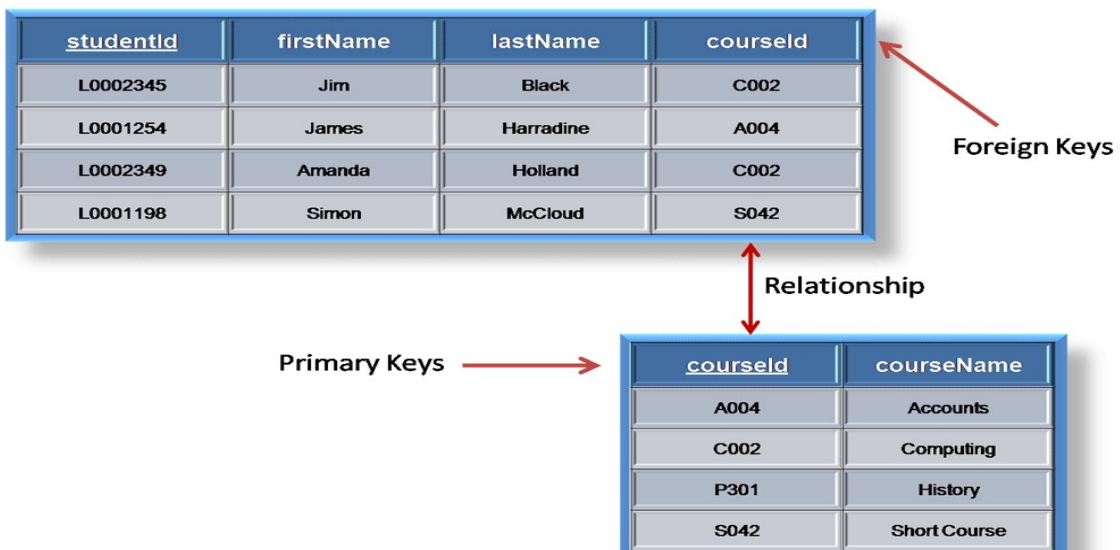 studentId firstName lastName courseId
L0002345 Jim Black C002
L0001254 James Harradine A004
Foreign Keys
L0002349 Amanda Holland C002
L0001198 Simon McCloud S042
Relationship
Primary Keys
courseId courseName
A004 Accounts
C002 Computing
P301 History
S042 Short Course